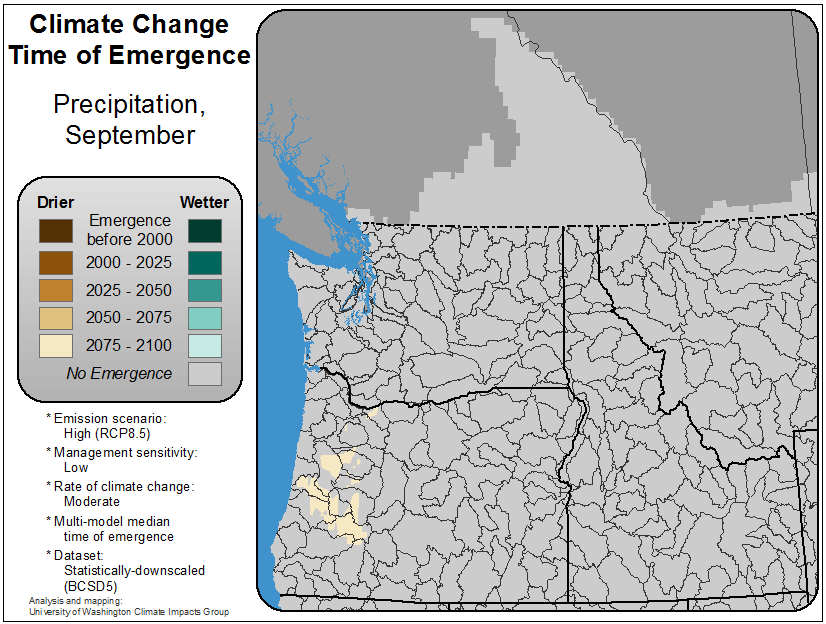 Climate Change
Time of Emergence
Precipitation,
September
Drier
Wetter
Emergence
before 2000
2000 - 2025
2025 - 2050
2050 - 2075
2075 - 2100
No Emergence
* Emission scenario:
High (RCP8.5)
* Management sensitivity:
Low
* Rate of climate change:
Moderate
* Multi-model median
time of emergence
* Dataset:
Statistically-downscaled
(BCSD5)
Analysis and mapping:
University of Washington Climate Impacts Group